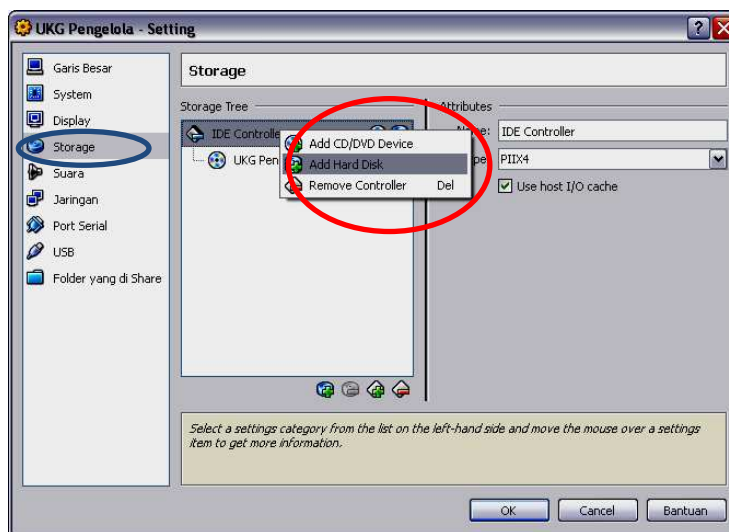 UKG Pengelola - Setting
Garis Besar
System
Display
Storage
Suara
Jaringan
Port Serial
USB
Folder yang di Share
Storage
Storage Tree
IDE Controlle
UKG Pen
Add CD/DVD Device
Add Hard Disk
Remove Controller Del
Attributes
Name: IDE Controller
PIIX4
Use host I/O cache
Select a settings category from the list on the left-hand side and move the mouse over a settings
item to get more information.
OK Cancel Bantuan